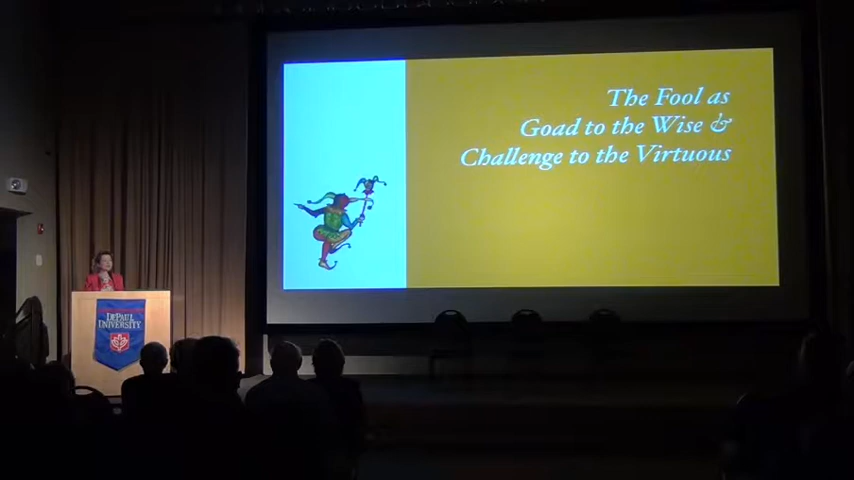 The Fool as
Goad to the Wise &
Challenge to the Virtuous
DEPAUL
UNIVERSITY